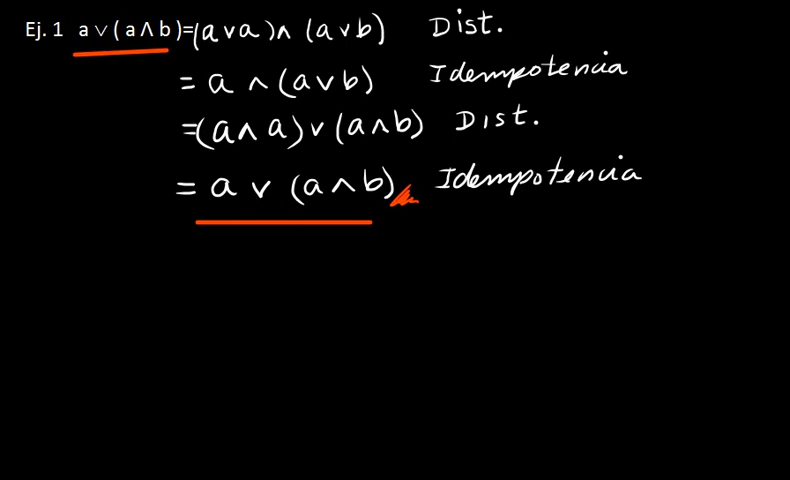 Ej. 1 a ∨ ( a ∧ b )=(a ∨ a ) ∧ (a ∨ b) Dist.
= a ∧ (a ∨ b) Idempotencia
=(a ∧ a) ∨ (a ∧ b) Dist.
= a ∨ (a ∧ b) Idempotencia